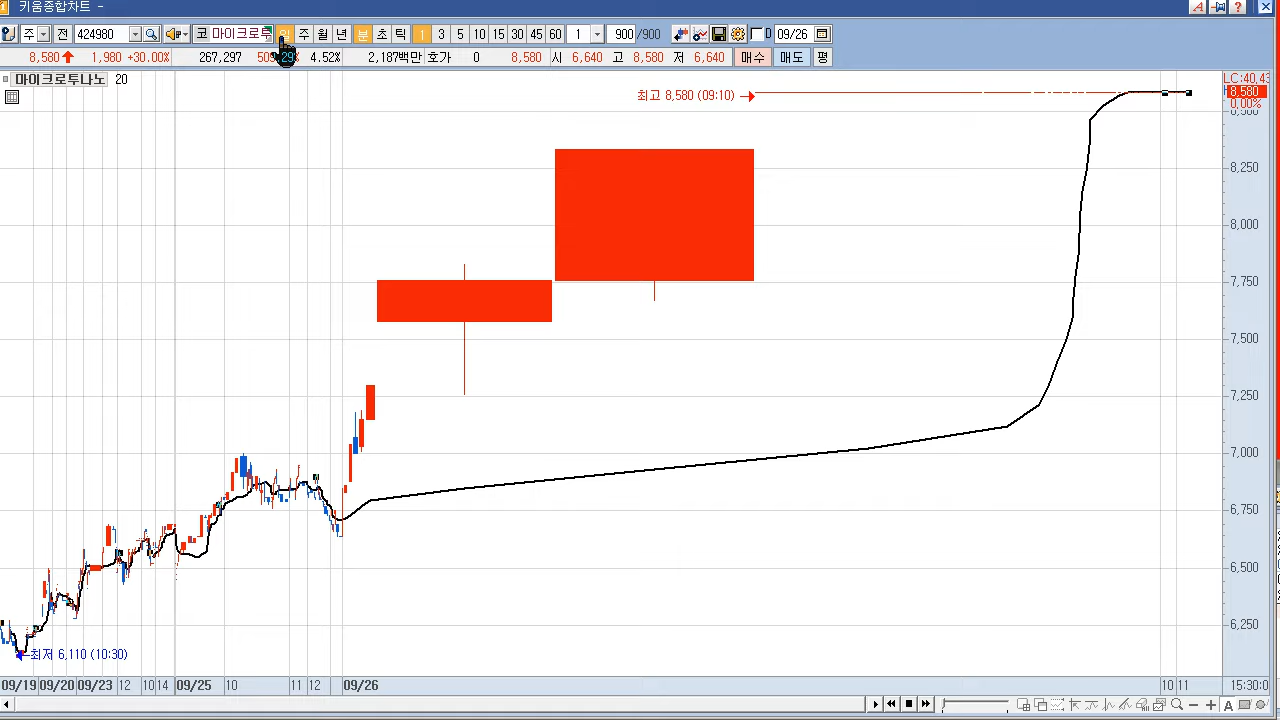 키움종합차트 -
주 전 424980 코 마이크로투 일 주 월 년 분 초 틱 1 3 5 10 15 30 45 60 1 900 /900 D 09/26
8,580 1,980 +30.00% 267,297 4.52% 2,187백만 호가 0 8,580 시 6,640 고 8,580 저 6,640 매수 매도 평
마이크로투나노 20
LC:40,43
최고 8,580 (09:10)
8,580
0.00%
8,500
8,250
8,000
7,750
7,500
7,250
7,000
6,750
6,500
6,250
최저 6,110 (10:30)
09/19 09/20 09/23 12 10 14 09/25 10 11 12 09/26 10 11 15:30:0
A